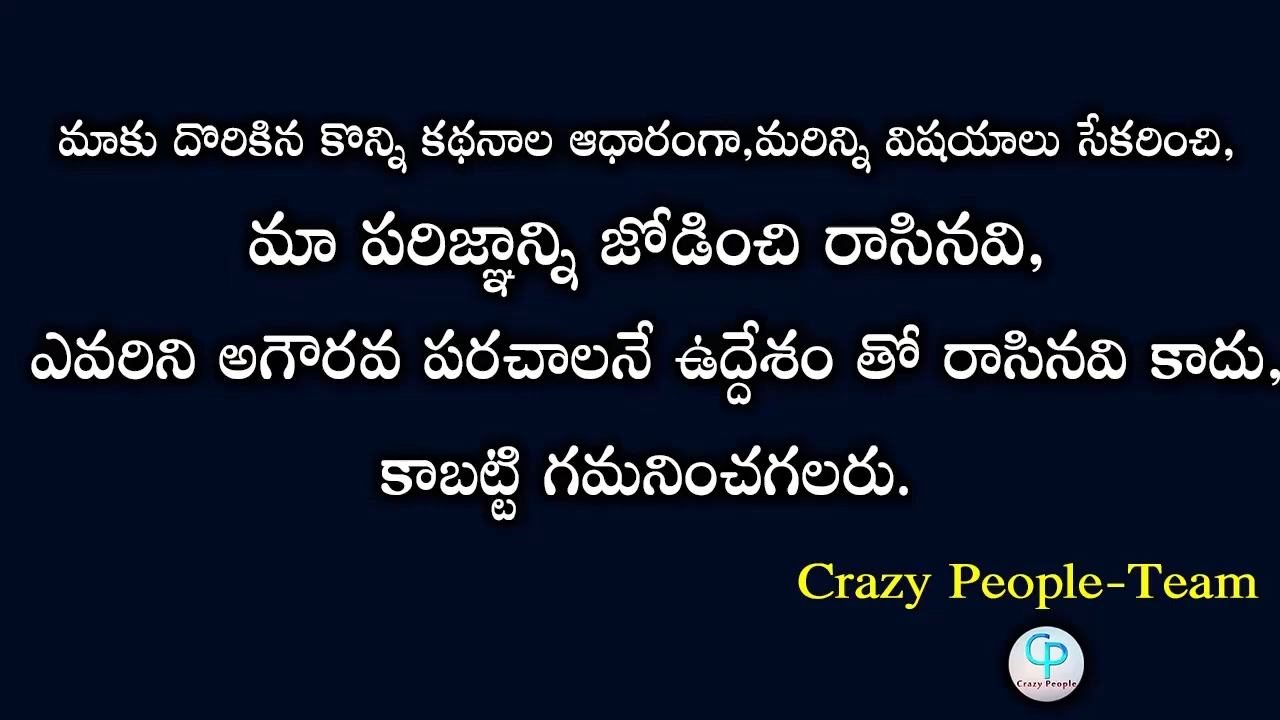 మాకు దొరికిన కొన్ని కథనాల ఆధారంగా,మరిన్ని విషయాలు సేకరించి,
మా పరిజ్ఞాన్ని జోడించి రాసినవి,
ఎవరిని అగౌరవ పరచాలనే ఉద్దేశం తో రాసినవి కాదు,
కాబట్టి గమనించగలరు.
Crazy People-Team
CP
Crazy People